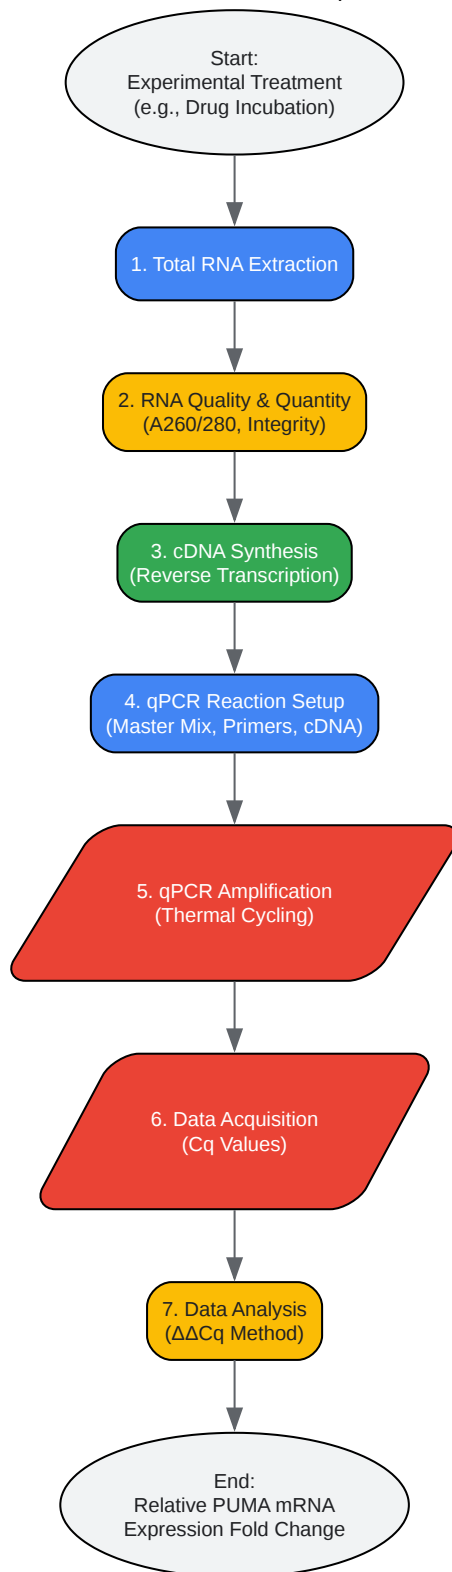 Start:
Experimental Treatment
(e.g., Drug Incubation)
1. Total RNA Extraction
2. RNA Quality & Quantity
(A260/280, Integrity)
3. cDNA Synthesis
(Reverse Transcription)
4. qPCR Reaction Setup
(Master Mix, Primers, cDNA)
5. qPCR Amplification
(Thermal Cycling)
6. Data Acquisition
(Cq Values)
7. Data Analysis
(ΔΔCq Method)
End:
Relative PUMA mRNA
Expression Fold Change